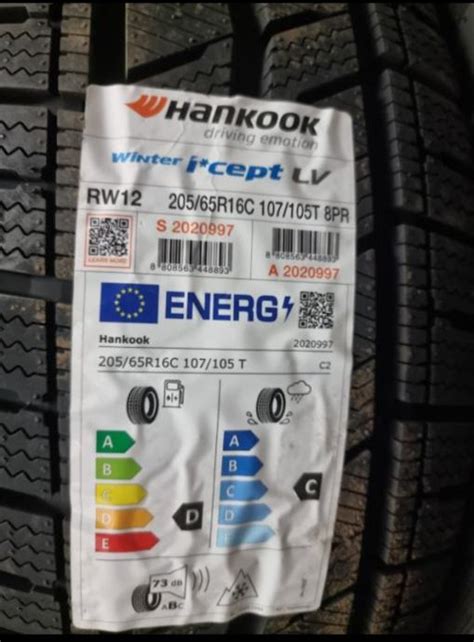 HANKOOK
driving emotion
Winter i*cept LV
RW12 205/65R16C 107/105T 8PR
S 2020997
LEARN MORE
8 808563 448893
8 808563 448893
A 2020997
ENERG
Hankook 2020997
205/65R16C 107/105 T C2
A A
B B
C C C
D D D
E E
73 dB
ABC